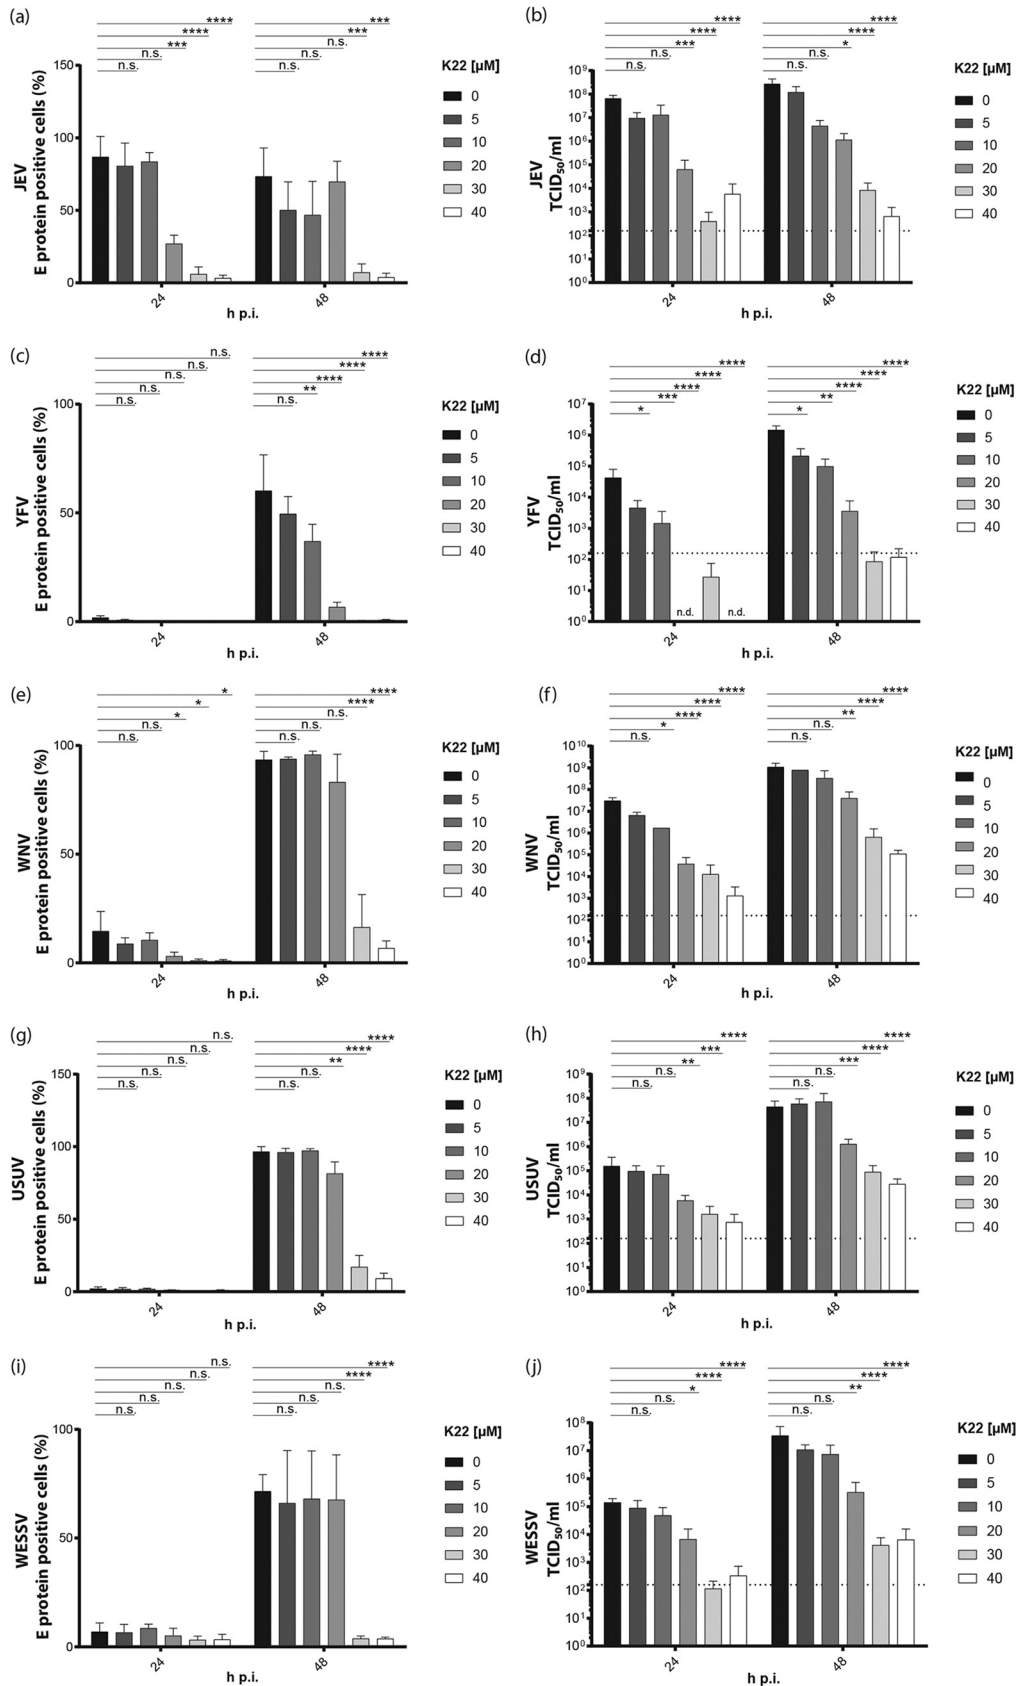 (a)
**** ***
**** ***
*** n.s.
n.s. n.s.
n.s. n.s.
JEV
E protein positive cells (%)
150
100
50
0
24 48
h p.i.
K22 [µM]
0
5
10
20
30
40
(b)
**** ****
**** ****
*** *
n.s. n.s.
n.s. n.s.
JEV
TCID₅₀/ml
10⁹
10⁸
10⁷
10⁶
10⁵
10⁴
10³
10²
10¹
10⁰
24 48
h p.i.
K22 [µM]
0
5
10
20
30
40
(c)
n.s. ****
n.s. ****
n.s. ****
n.s. **
n.s. n.s.
YFV
E protein positive cells (%)
100
50
0
24 48
h p.i.
K22 [µM]
0
5
10
20
30
40
(d)
**** ****
**** ****
**** ****
*** **
* *
YFV
TCID₅₀/ml
10⁷
10⁶
10⁵
10⁴
10³
10²
10¹
10⁰
n.d. n.d.
24 48
h p.i.
K22 [µM]
0
5
10
20
30
40
(e)
* ****
* ****
* n.s.
n.s. n.s.
n.s. n.s.
WNV
E protein positive cells (%)
100
50
0
24 48
h p.i.
K22 [µM]
0
5
10
20
30
40
(f)
**** ****
**** ****
**** **
* n.s.
n.s. n.s.
WNV
TCID₅₀/ml
10¹⁰
10⁹
10⁸
10⁷
10⁶
10⁵
10⁴
10³
10²
10¹
10⁰
24 48
h p.i.
K22 [µM]
0
5
10
20
30
40
(g)
n.s. ****
n.s. ****
n.s. **
n.s. n.s.
n.s. n.s.
USUV
E protein positive cells (%)
150
100
50
0
24 48
h p.i.
K22 [µM]
0
5
10
20
30
40
(h)
**** ****
*** ****
** ***
n.s. n.s.
n.s. n.s.
USUV
TCID₅₀/ml
10⁹
10⁸
10⁷
10⁶
10⁵
10⁴
10³
10²
10¹
10⁰
24 48
h p.i.
K22 [µM]
0
5
10
20
30
40
(i)
n.s. ****
n.s. ****
n.s. n.s.
n.s. n.s.
n.s. n.s.
WESSV
E protein positive cells (%)
100
50
0
24 48
h p.i.
K22 [µM]
0
5
10
20
30
40
(j)
**** ****
**** ****
* **
n.s. n.s.
n.s. n.s.
WESSV
TCID₅₀/ml
10⁸
10⁷
10⁶
10⁵
10⁴
10³
10²
10¹
10⁰
24 48
h p.i.
K22 [µM]
0
5
10
20
30
40